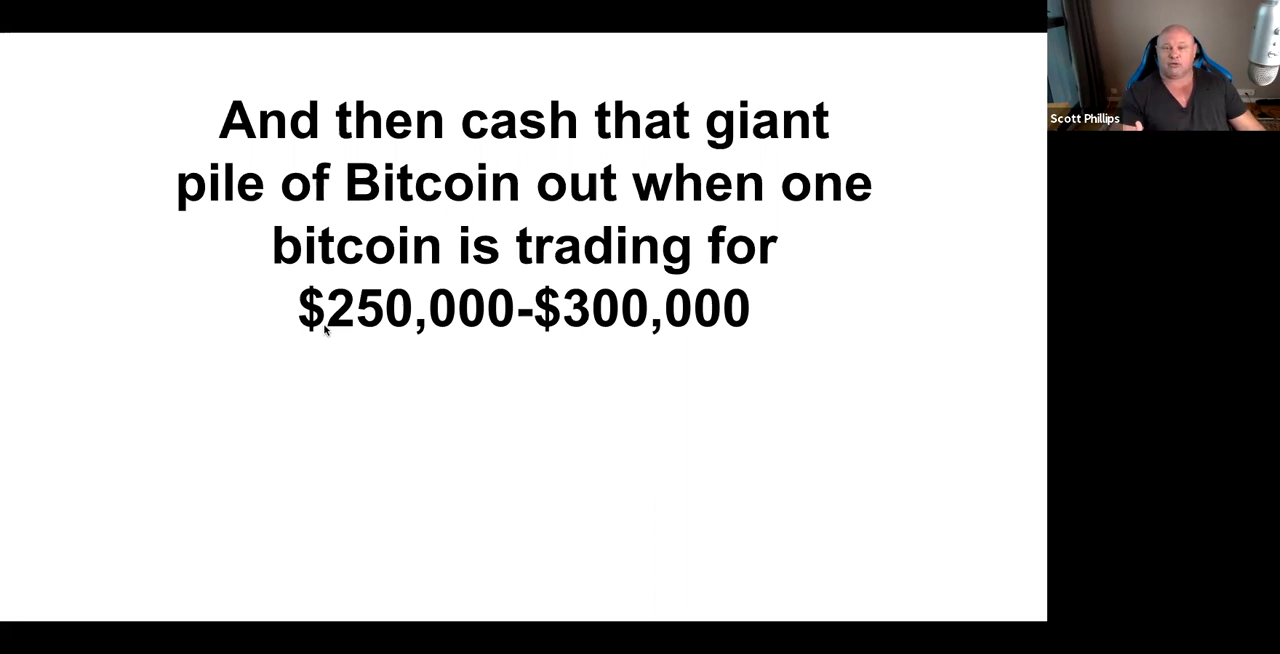 And then cash that giant
pile of Bitcoin out when one
bitcoin is trading for
$250,000-$300,000
Scott Phillips